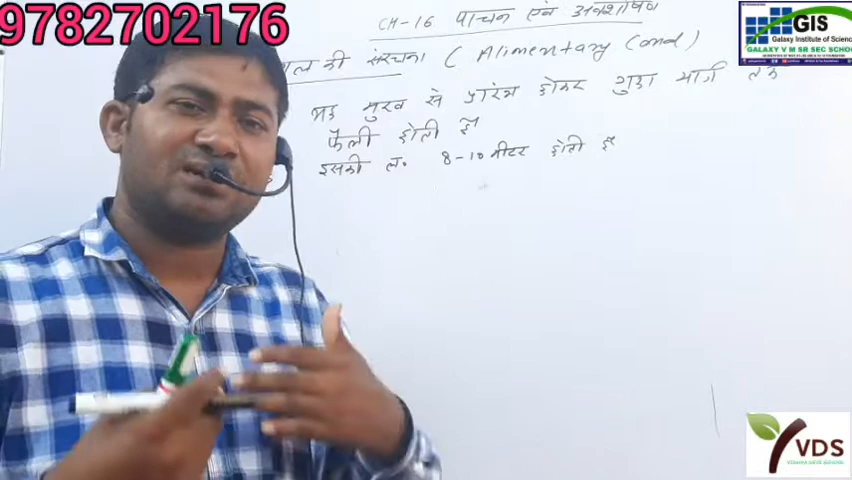 9782702176
CH-16 पाचन एवं अवशोषण
GIS
Galaxy Institute of Science
GALAXY V M SR SEC SCHOOL
नाल की संरचना ( Alimentary Canal )
यह मुख से प्रारंभ होकर गुदा मार्ग तक
फैली होती है
इसकी ल. 8-10 मीटर होती है
VDS